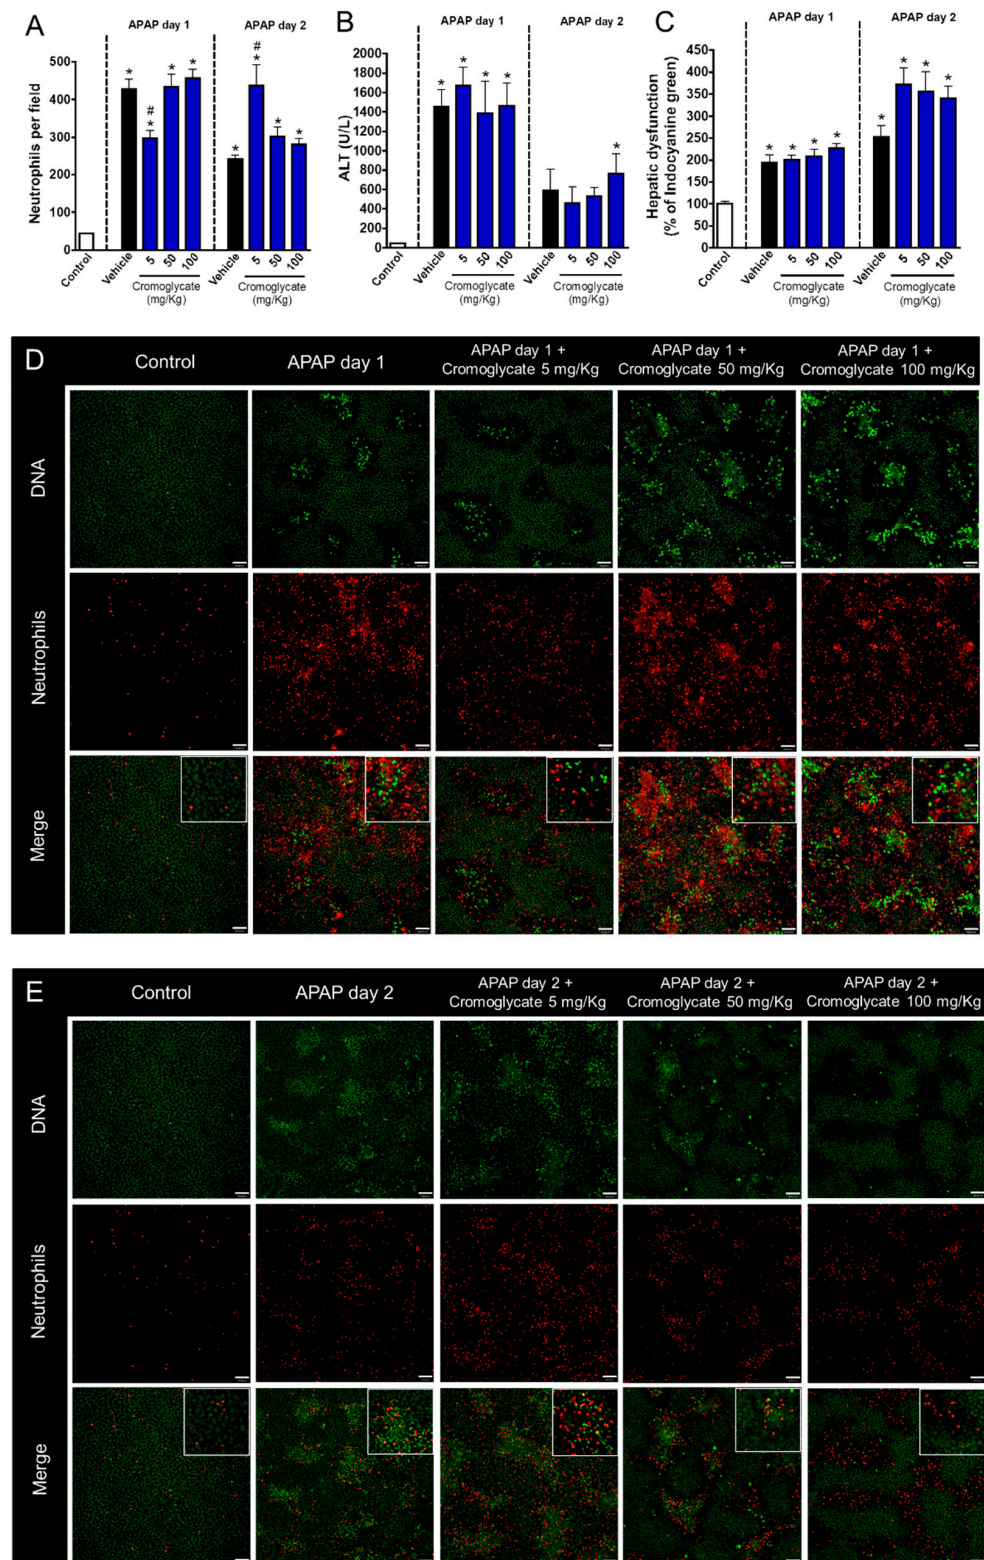 A
APAP day 1
APAP day 2
Neutrophils per field
500
400
300
200
100
0
*
#
*
*
*
*
#
*
*
*
Control
Vehicle
5
50
100
Vehicle
5
50
100
Cromoglycate
(mg/Kg)
Cromoglycate
(mg/Kg)
B
APAP day 1
APAP day 2
ALT (U/L)
2000
1800
1600
1400
1200
1000
800
600
400
200
0
*
*
*
*
*
Control
Vehicle
5
50
100
Vehicle
5
50
100
Cromoglycate
(mg/Kg)
Cromoglycate
(mg/Kg)
C
APAP day 1
APAP day 2
Hepatic dysfunction
(% of Indocyanine green)
450
400
350
300
250
200
150
100
50
0
*
*
*
*
*
*
*
*
Control
Vehicle
5
50
100
Vehicle
5
50
100
Cromoglycate
(mg/Kg)
Cromoglycate
(mg/Kg)
D
Control
APAP day 1
APAP day 1 +
Cromoglycate 5 mg/Kg
APAP day 1 +
Cromoglycate 50 mg/Kg
APAP day 1 +
Cromoglycate 100 mg/Kg
DNA
Neutrophils
Merge
E
Control
APAP day 2
APAP day 2 +
Cromoglycate 5 mg/Kg
APAP day 2 +
Cromoglycate 50 mg/Kg
APAP day 2 +
Cromoglycate 100 mg/Kg
DNA
Neutrophils
Merge